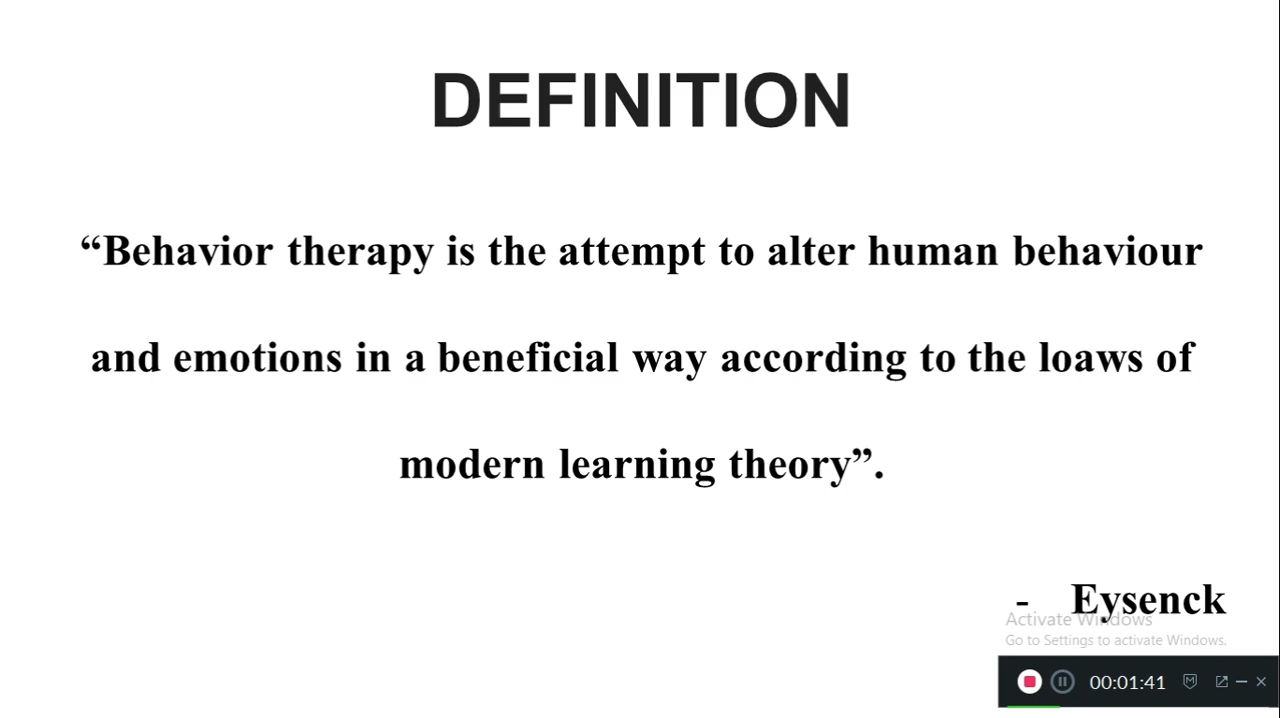 DEFINITION
“Behavior therapy is the attempt to alter human behaviour
and emotions in a beneficial way according to the loaws of
modern learning theory”.
- Eysenck
Activate Windows
Go to Settings to activate Windows.
00:01:41